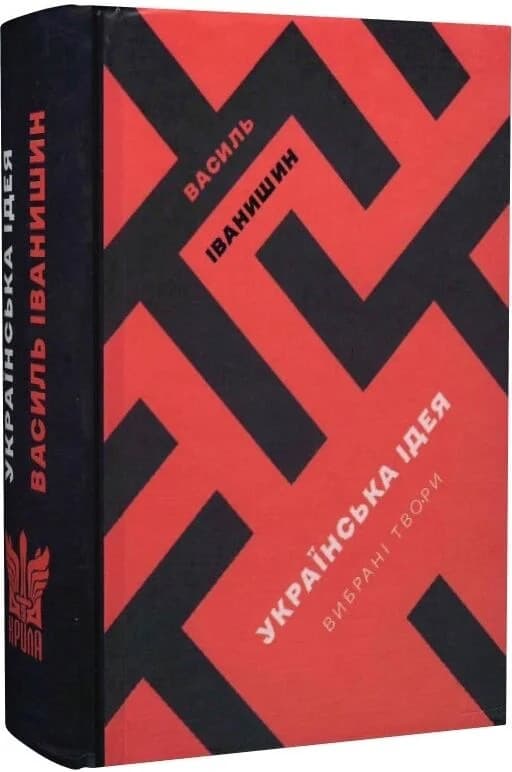 УКРАЇНСЬКА ІДЕЯ
ВАСИЛЬ ІВАНИШИН
КРИЛА
ВАСИЛЬ
ІВАНИШИН
УКРАЇНСЬКА ІДЕЯ
ВИБРАНІ ТВОРИ